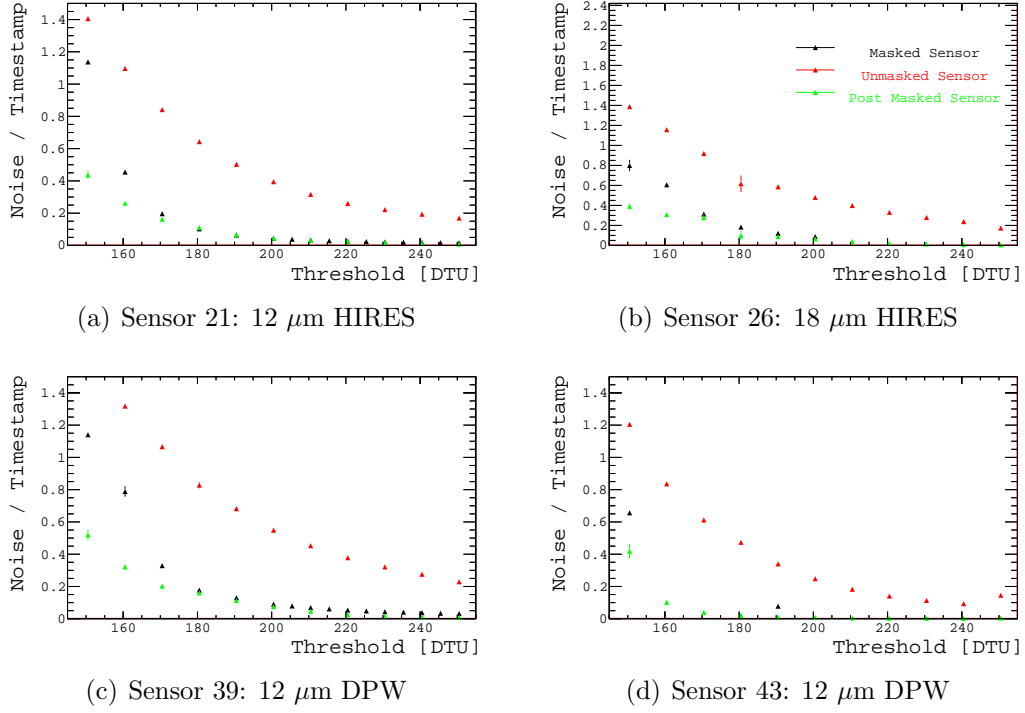 Noise / Timestamp
1.4
1.2
1
0.8
0.6
0.4
0.2
0
160 180 200 220 240
Threshold [DTU]
(a) Sensor 21: 12 μm HIRES
Noise / Timestamp
2.4
2.2
2
1.8
1.6
1.4
1.2
1
0.8
0.6
0.4
0.2
0
160 180 200 220 240
Threshold [DTU]
Masked Sensor
Unmasked Sensor
Post Masked Sensor
(b) Sensor 26: 18 μm HIRES
Noise / Timestamp
1.4
1.2
1
0.8
0.6
0.4
0.2
0
160 180 200 220 240
Threshold [DTU]
(c) Sensor 39: 12 μm DPW
Noise / Timestamp
1.4
1.2
1
0.8
0.6
0.4
0.2
0
160 180 200 220 240
Threshold [DTU]
(d) Sensor 43: 12 μm DPW